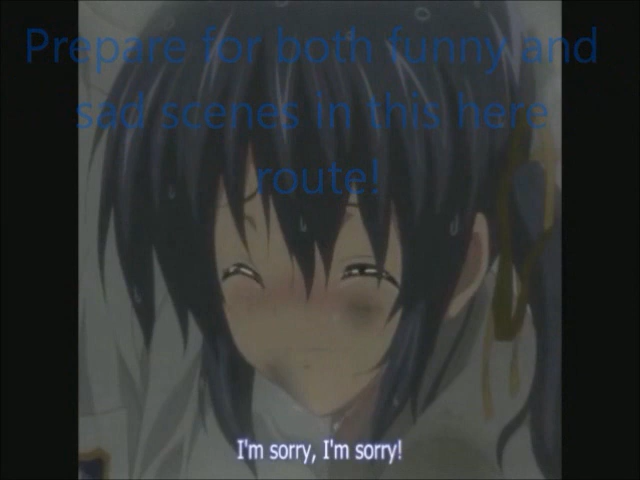 Prepare for both funny and
sad scenes in this here
route!
I'm sorry, I'm sorry!